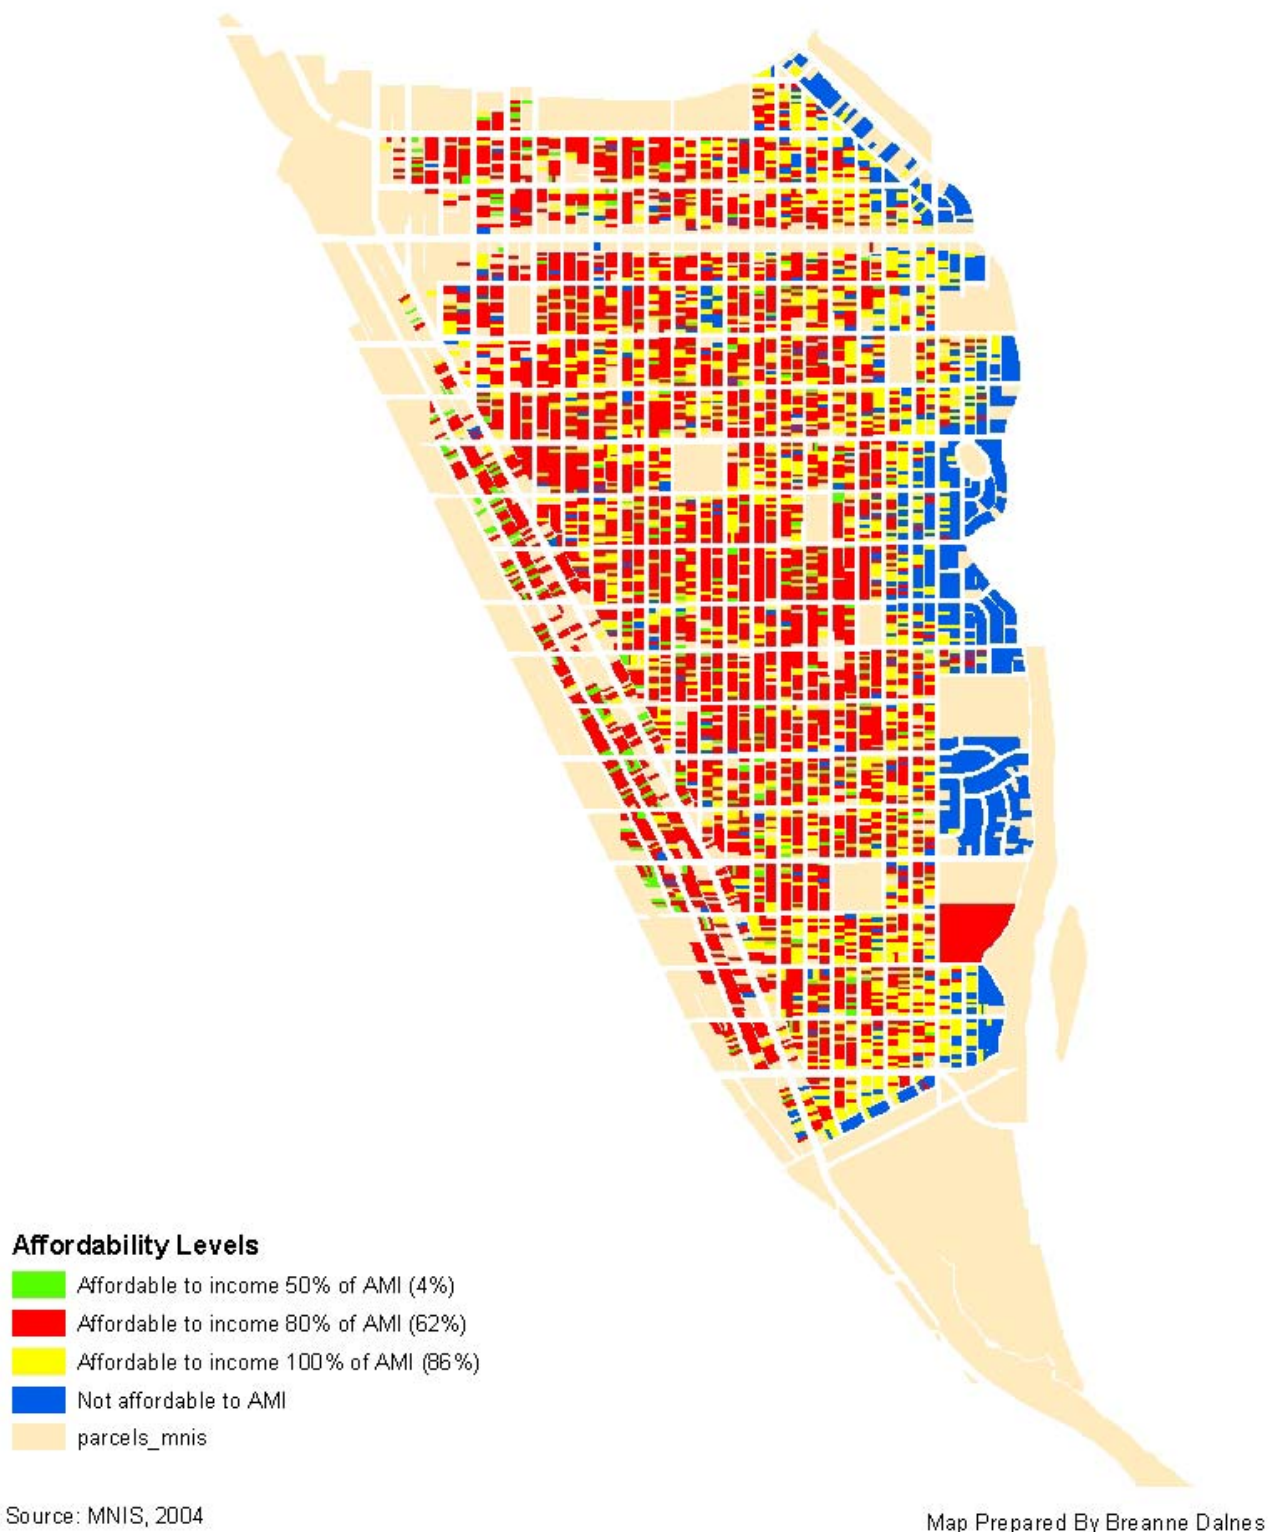 Affordability Levels
Affordable to income 50% of AMI (4%)
Affordable to income 80% of AMI (62%)
Affordable to income 100% of AMI (86%)
Not affordable to AMI
parcels_mnis
Source: MNIS, 2004
Map Prepared By Breanne Dalnes